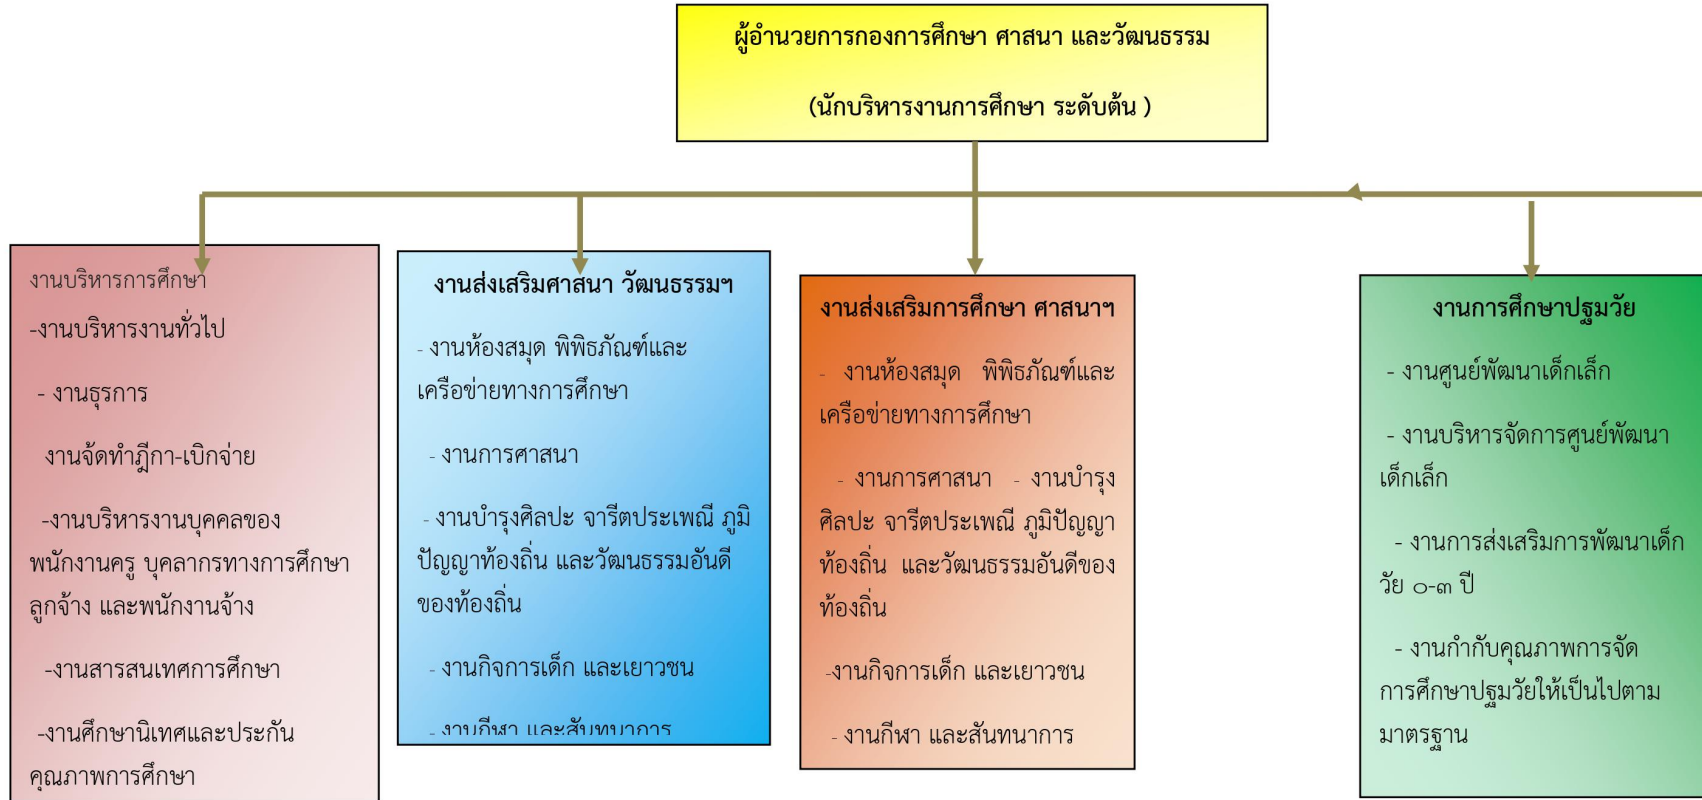 ผู้อำนวยการกองการศึกษา ศาสนา และวัฒนธรรม
(นักบริหารงานการศึกษา ระดับต้น )
งานบริหารการศึกษา
-งานบริหารงานทั่วไป
- งานธุรการ
งานจัดทำฎีกา-เบิกจ่าย
-งานบริหารงานบุคคลของ
พนักงานครู บุคลากรทางการศึกษา
ลูกจ้าง และพนักงานจ้าง
-งานสารสนเทศการศึกษา
-งานศึกษานิเทศและประกัน
คุณภาพการศึกษา
งานส่งเสริมศาสนา วัฒนธรรมฯ
- งานห้องสมุด พิพิธภัณฑ์และ
เครือข่ายทางการศึกษา
- งานการศาสนา
- งานบำรุงศิลปะ จารีตประเพณี ภูมิ
ปัญญาท้องถิ่น และวัฒนธรรมอันดี
ของท้องถิ่น
- งานกิจการเด็ก และเยาวชน
- งานกีฬา และสันทนาการ
งานส่งเสริมการศึกษา ศาสนาฯ
- งานห้องสมุด พิพิธภัณฑ์และ
เครือข่ายทางการศึกษา
- งานการศาสนา - งานบำรุง
ศิลปะ จารีตประเพณี ภูมิปัญญา
ท้องถิ่น และวัฒนธรรมอันดีของ
ท้องถิ่น
-งานกิจการเด็ก และเยาวชน
- งานกีฬา และสันทนาการ
งานการศึกษาปฐมวัย
- งานศูนย์พัฒนาเด็กเล็ก
- งานบริหารจัดการศูนย์พัฒนา
เด็กเล็ก
- งานการส่งเสริมการพัฒนาเด็ก
วัย ๐-๓ ปี
- งานกำกับคุณภาพการจัด
การศึกษาปฐมวัยให้เป็นไปตาม
มาตรฐาน